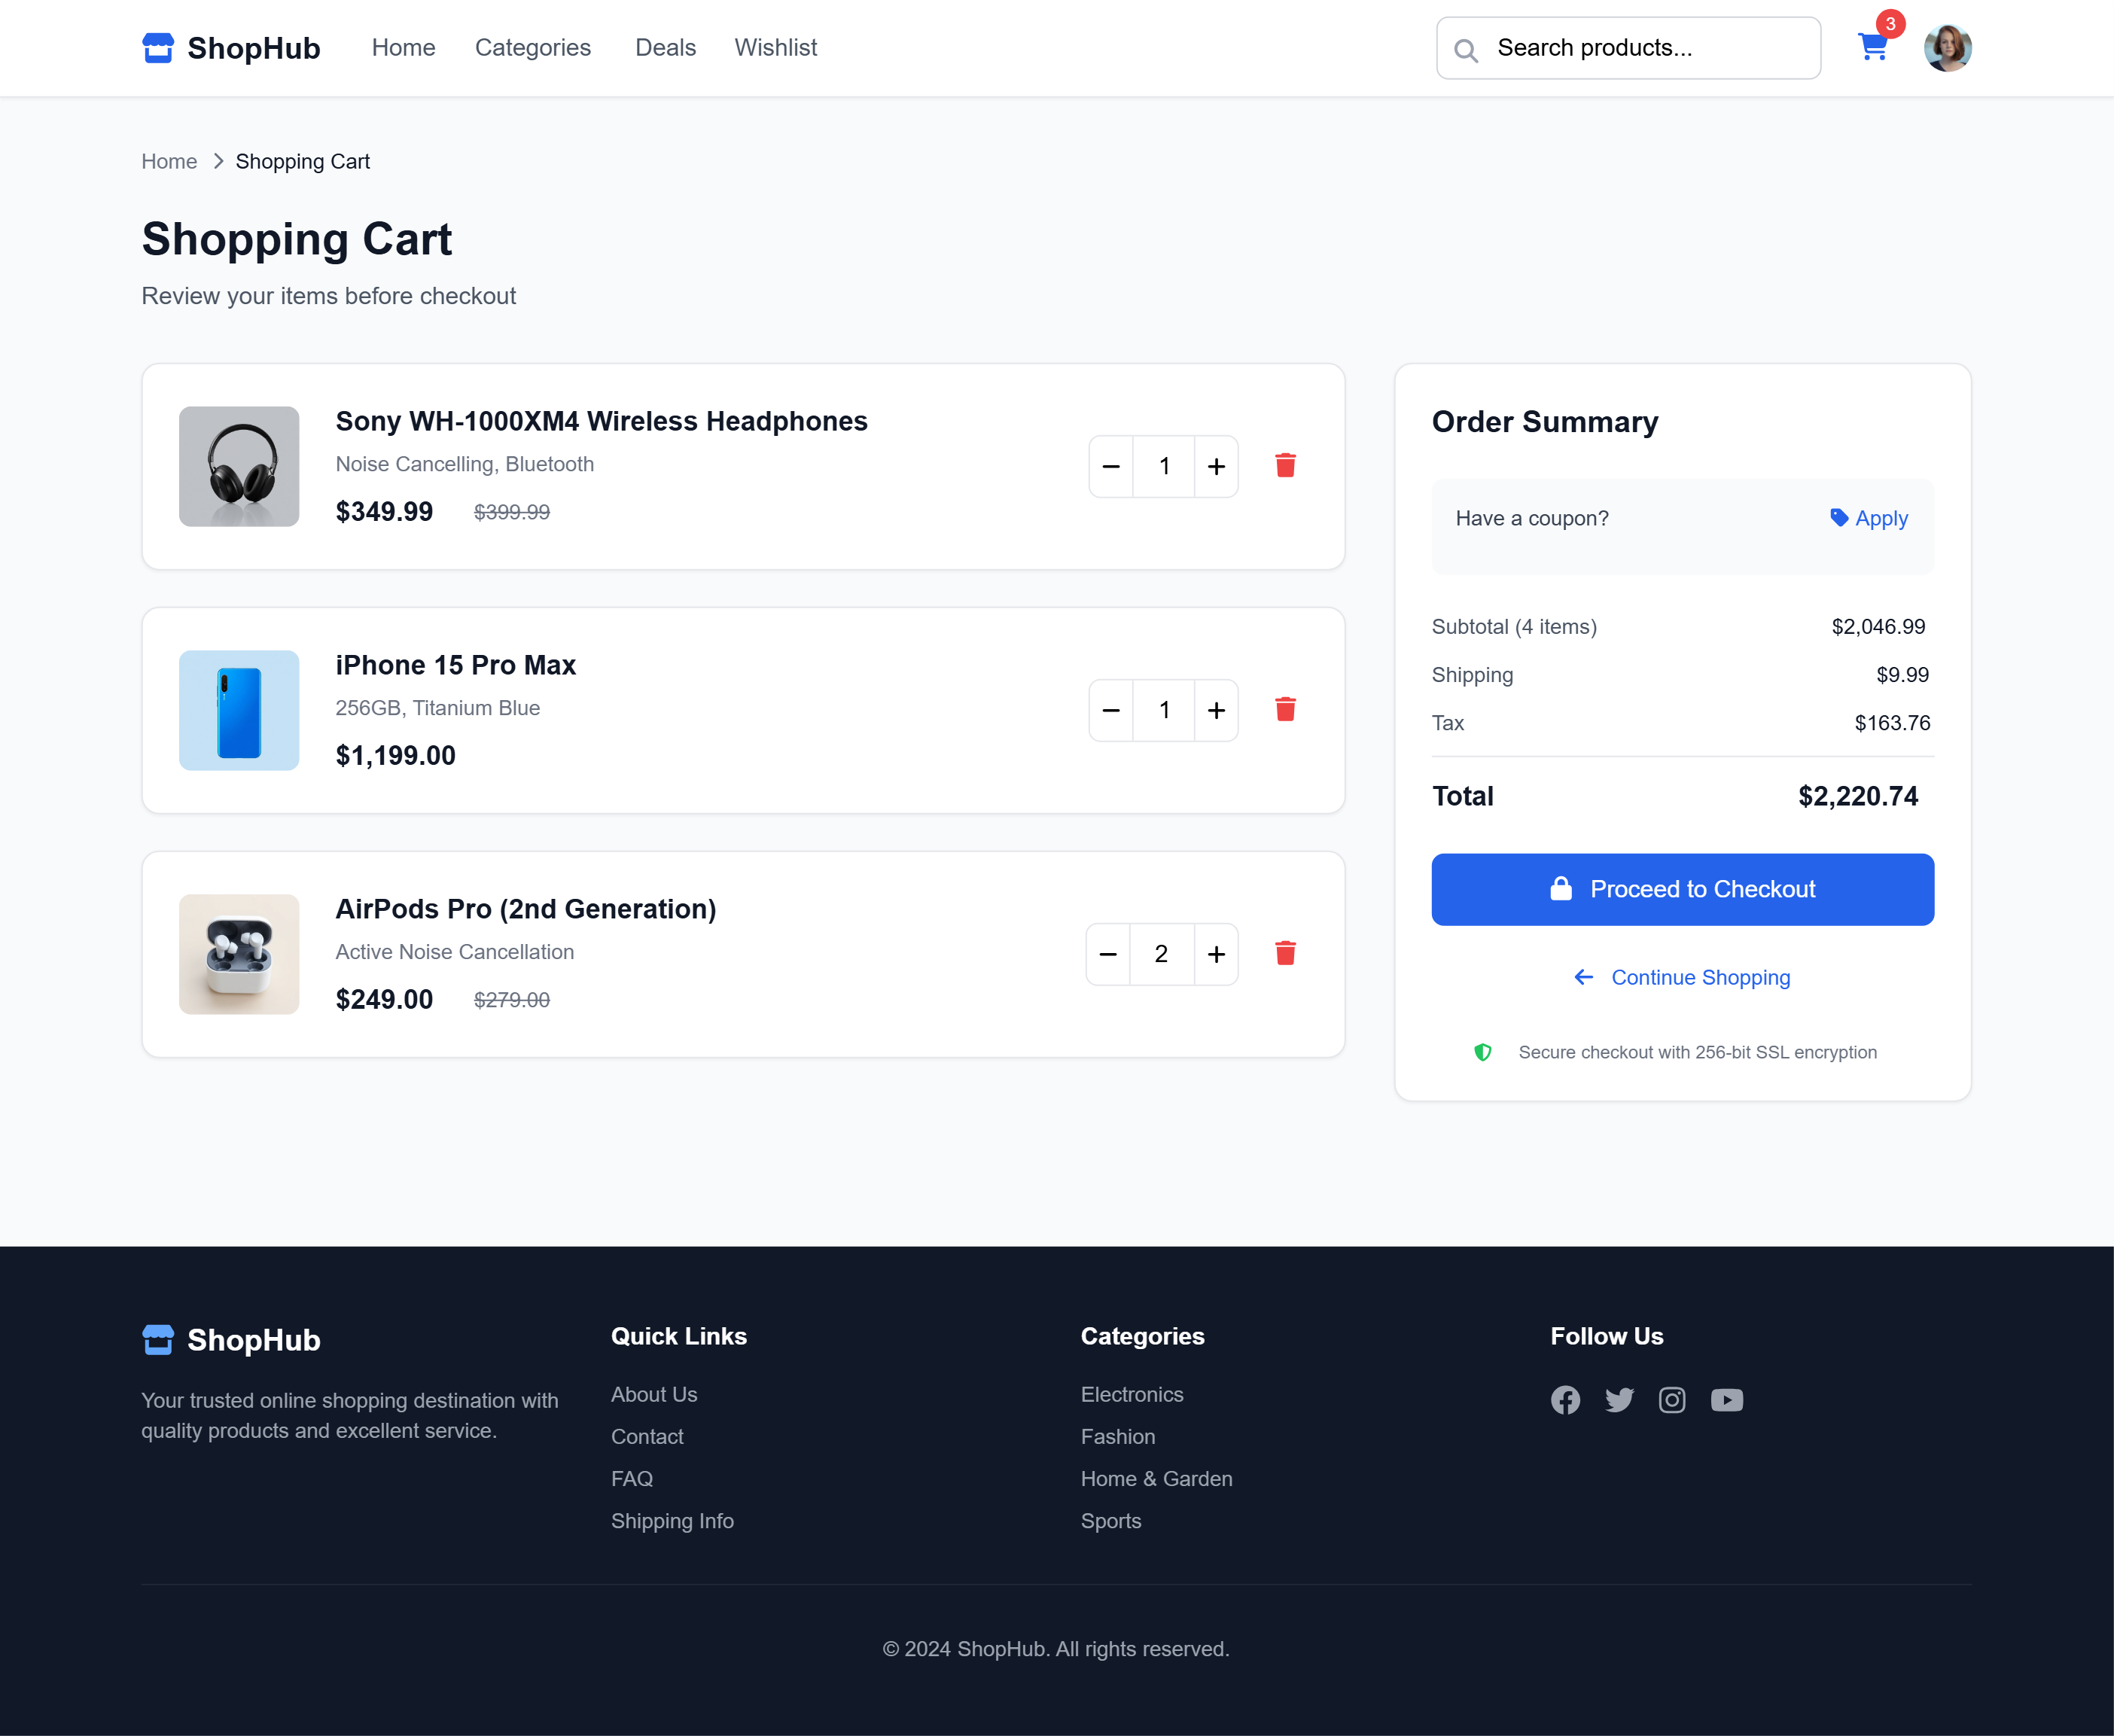 ShopHub
Home
Categories
Deals
Wishlist
Search products...
3
Home
Shopping Cart
Shopping Cart
Review your items before checkout
Sony WH-1000XM4 Wireless Headphones
Noise Cancelling, Bluetooth
$349.99 $399.99
1
iPhone 15 Pro Max
256GB, Titanium Blue
$1,199.00
1
AirPods Pro (2nd Generation)
Active Noise Cancellation
$249.00 $279.00
2
Order Summary
Have a coupon? Apply
Subtotal (4 items) $2,046.99
Shipping $9.99
Tax $163.76
Total $2,220.74
Proceed to Checkout
Continue Shopping
Secure checkout with 256-bit SSL encryption
ShopHub
Your trusted online shopping destination with
quality products and excellent service.
Quick Links
About Us
Contact
FAQ
Shipping Info
Categories
Electronics
Fashion
Home & Garden
Sports
Follow Us
© 2024 ShopHub. All rights reserved.